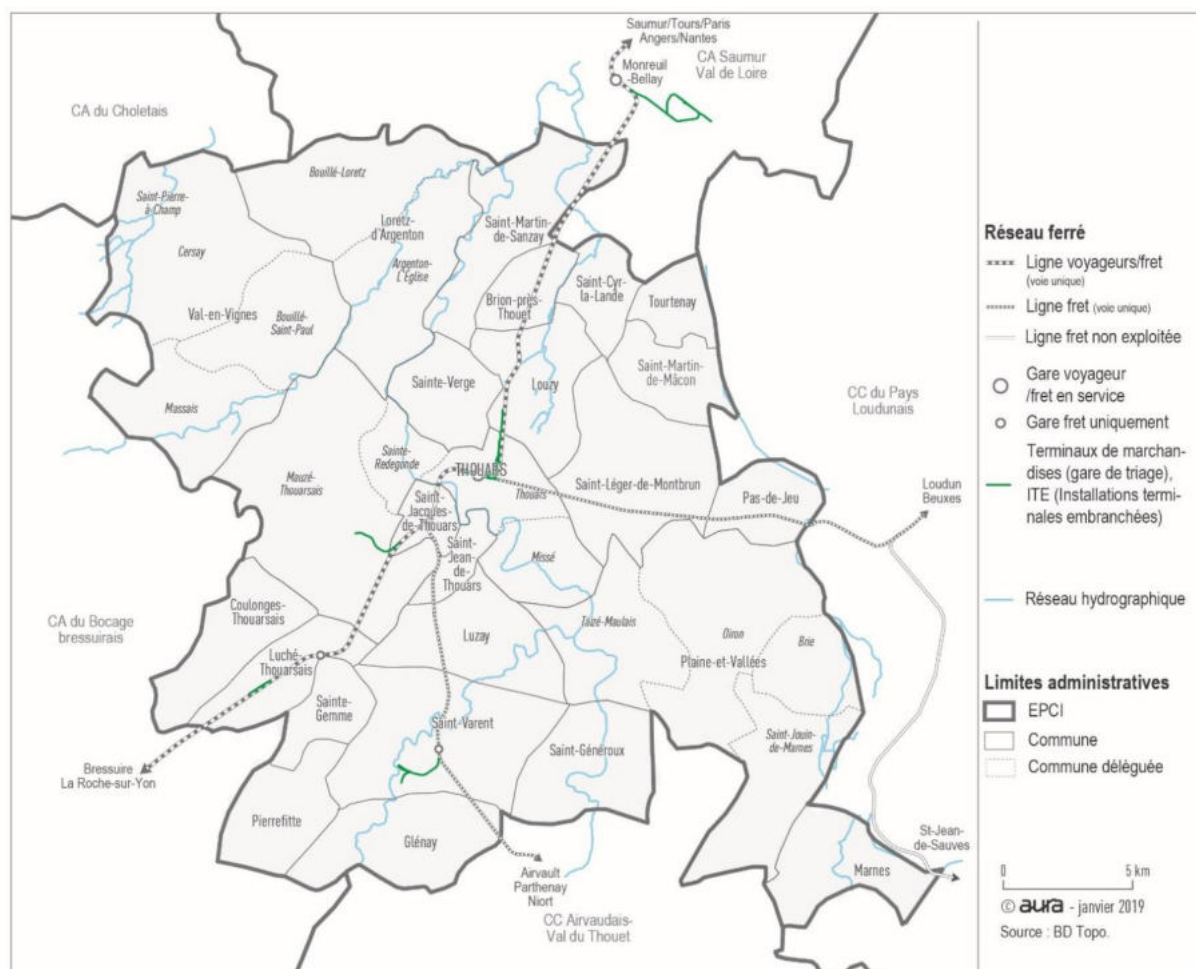 Saumur/Tours/Paris
Angers/Nantes
CA Saumur
Val de Loire
Monreuil
-Bellay
CA du Choletais
Bouillé-Loretz
Saint-Pierre-
à-Champ
Cersay
Loretz-
d'Argenton
Argenton-
L'Eglise
Saint-Martin-
de-Sanzay
Saint-Cyr-
la-Lande
Tourtenay
Brion-près-
Thouet
Val-en-Vignes
Bouillé-
Saint-Paul
Saint-Martin-
de-Mâcon
Sainte-Verge
Louzy
CC du Pays
Loudunais
Massais
Sainte-
Redegonde
THOUARS
Mauzé-
Thouarsais
Saint-
Jacques-
de-Thouars
Thouars
Saint-Léger-de-Montbrun
Pas-de-Jeu
Loudun
Beuxes
Saint-
Jean-
de-
Thouars
Missé
CA du Bocage
bressuirais
Coulonges-
Thouarsais
Luzay
Taizé-Maulais
Oiron
Brie
Plaine-et-Vallées
Luché-
Thouarsais
Sainte-
Gemme
Saint-Varent
Saint-Généroux
Saint-Jouin-
de-Marnes
Bressuire
La Roche-sur-Yon
Pierrefitte
Glénay
St-Jean-
de-Sauves
Marnes
Airvault
Parthenay
Niort
CC Airvaudais-
Val du Thouet
Réseau ferré
Ligne voyageurs/fret
(voie unique)
Ligne fret (voie unique)
Ligne fret non exploitée
Gare voyageur
/fret en service
Gare fret uniquement
Terminaux de marchan-
dises (gare de triage),
ITE (Installations termi-
nales embranchées)
Réseau hydrographique
Limites administratives
EPCI
Commune
Commune déléguée
0 5 km
© aura - janvier 2019
Source : BD Topo.